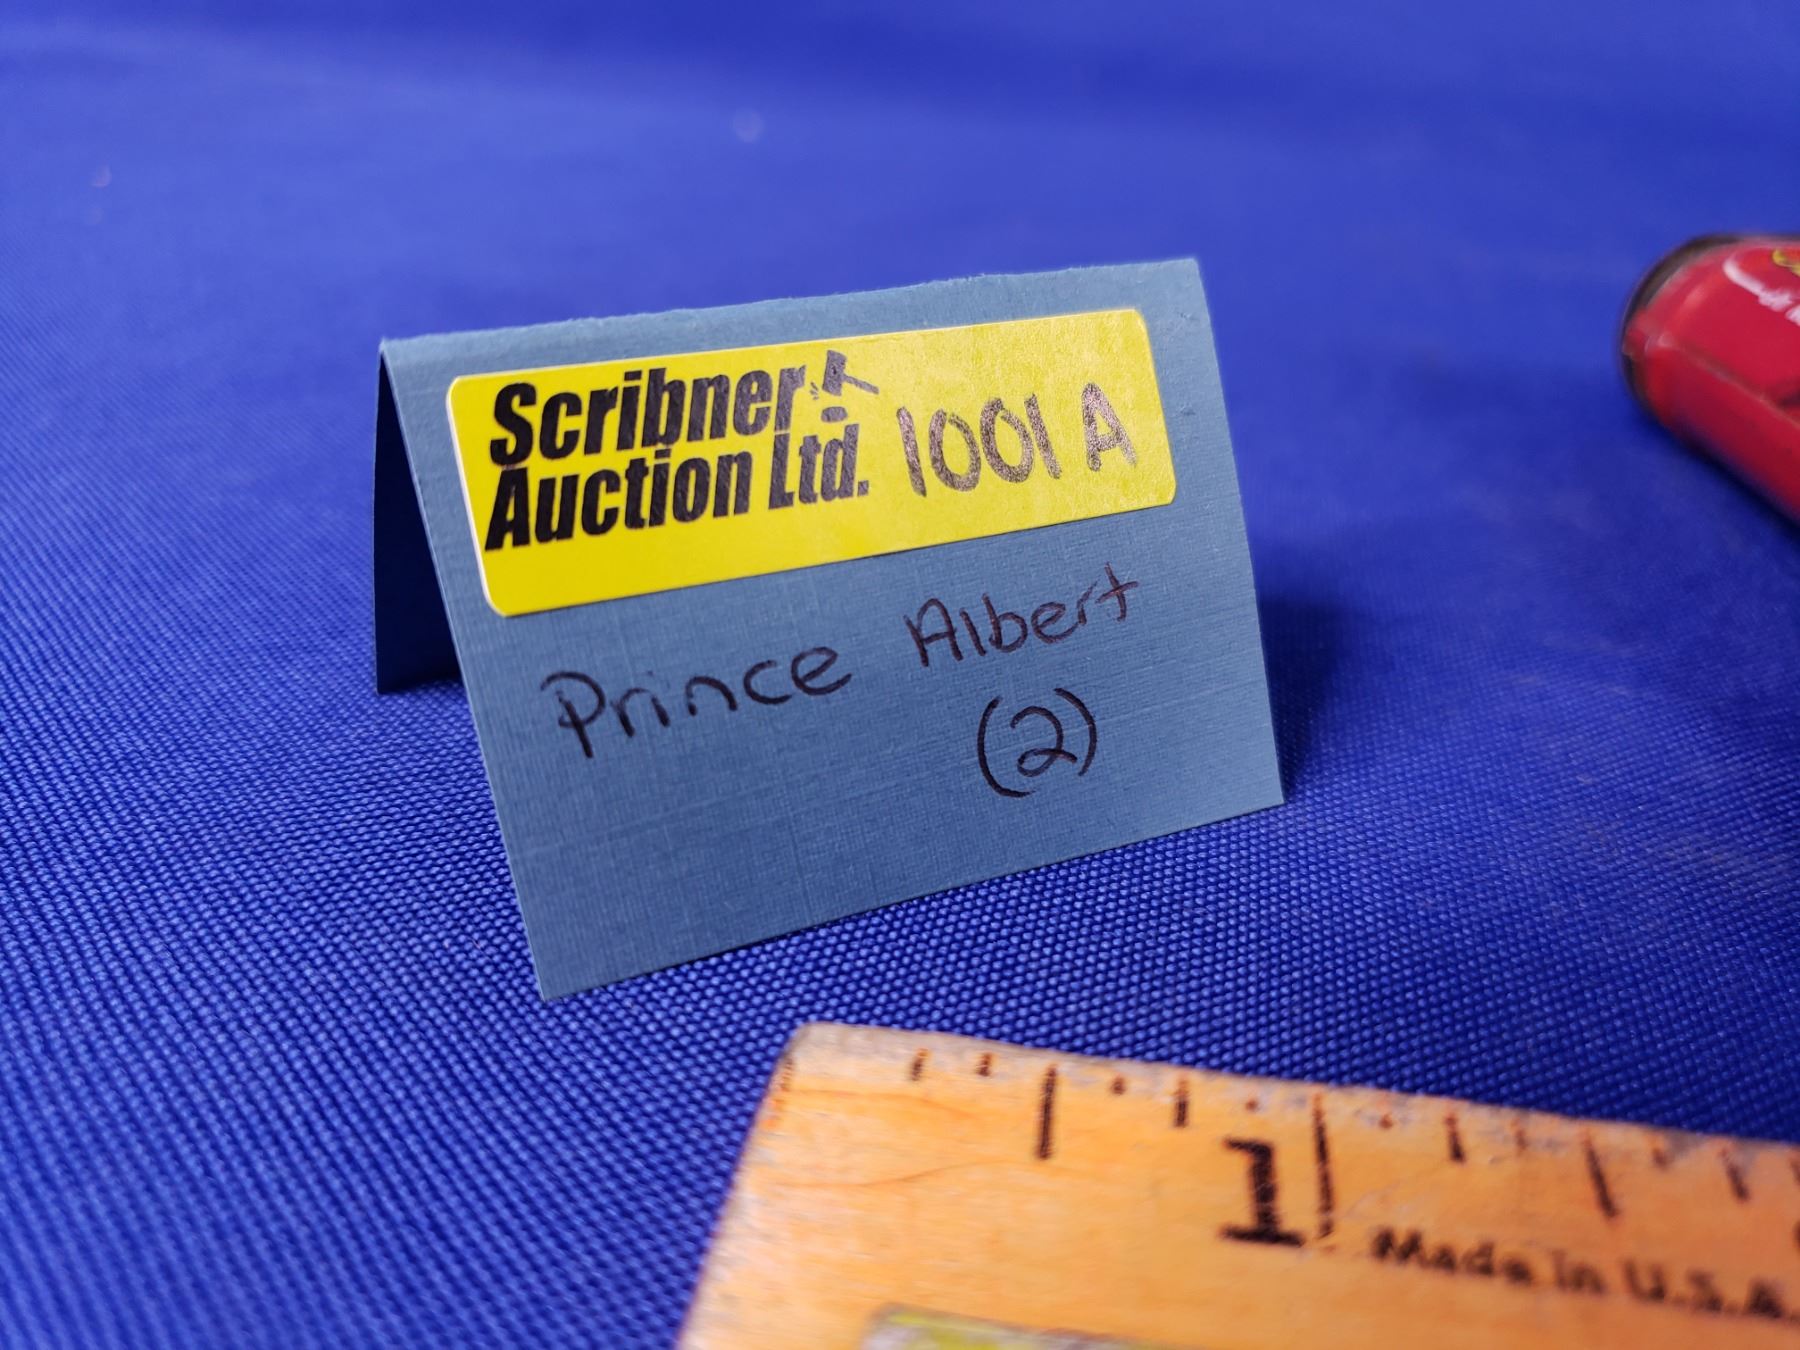 Scribner
Auction Ltd. 1001 A
Prince Albert
(2)
1
Made in U.S.A.